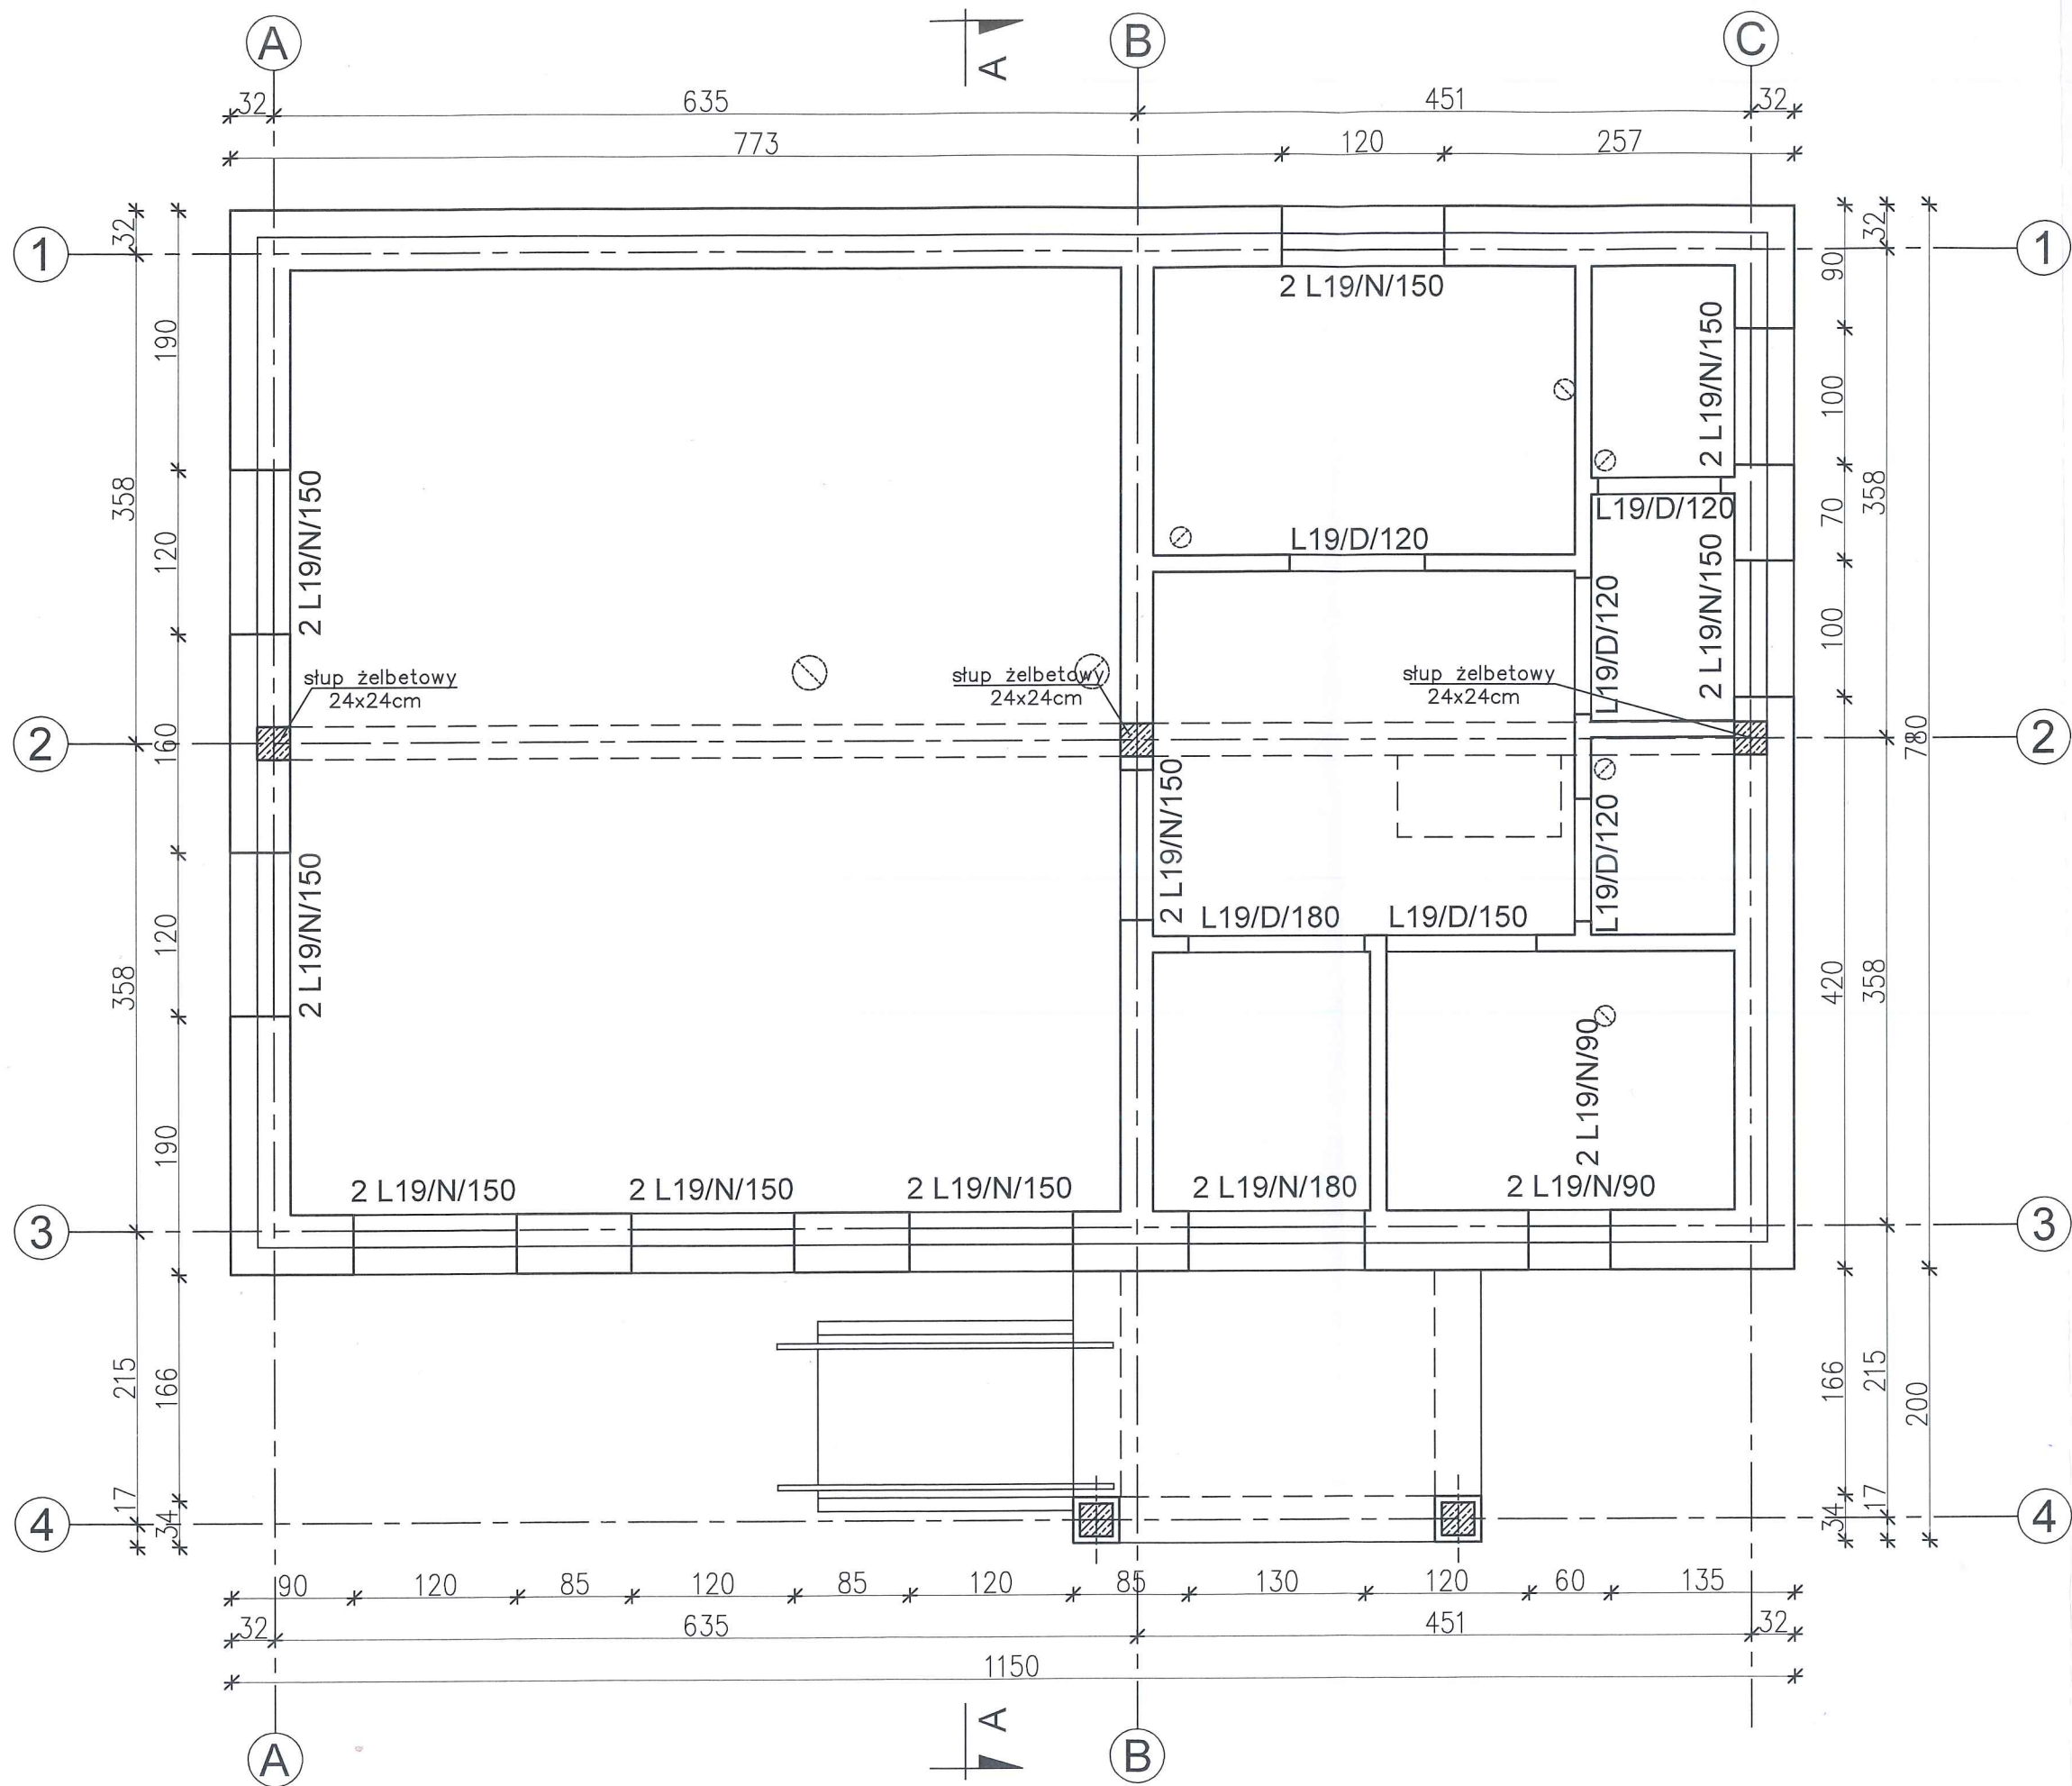 A
B
C
A
32
635
451
32
773
120
257
1
1
32
190
358
120
160
358
120
190
215
166
17
34
32
90
100
358
70
100
780
420
358
166
215
200
34
17
2 L19/N/150
2 L19/N/150
2 L19/N/150
L19/D/120
L19/D/120
L19/D/120
2 L19/N/150
słup żelbetowy
24x24cm
słup żelbetowy
24x24cm
słup żelbetowy
24x24cm
2
2
2 L19/N/150
2 L19/N/150
L19/D/120
L19/D/180
L19/D/150
2 L19/N/90
2 L19/N/150
2 L19/N/150
2 L19/N/150
2 L19/N/180
2 L19/N/90
3
3
4
4
90
120
85
120
85
120
85
130
120
60
135
32
635
451
32
1150
A
A
B